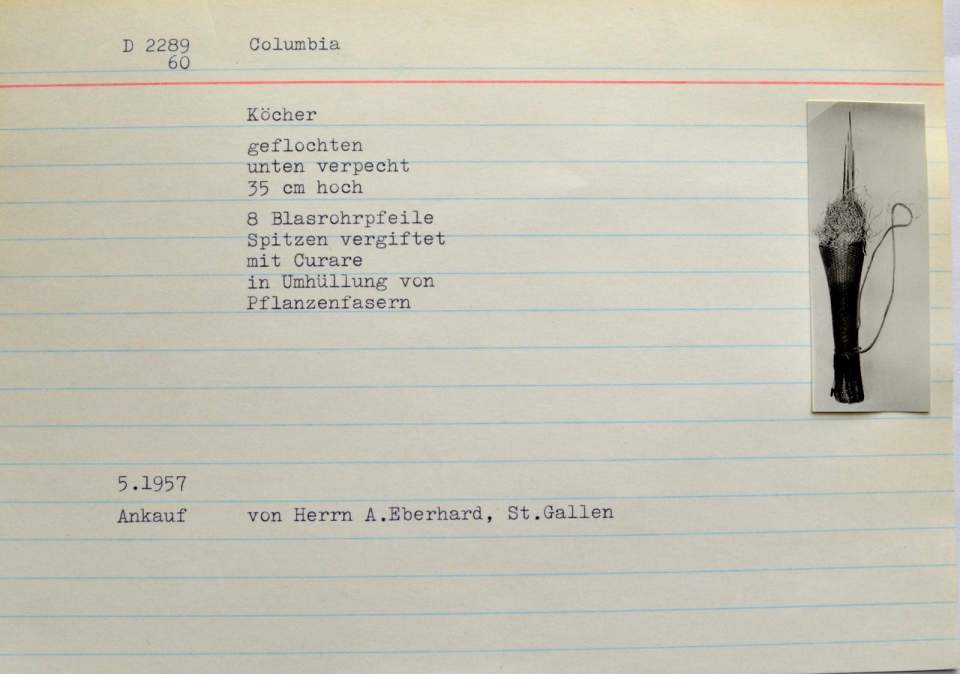 D 2289 Columbia
60
Köcher
geflochten
unten verpecht
35 cm hoch
8 Blasrohrpfeile
Spitzen vergiftet
mit Curare
in Umhüllung von
Pflanzenfasern
5.1957
Ankauf von Herrn A.Eberhard, St.Gallen